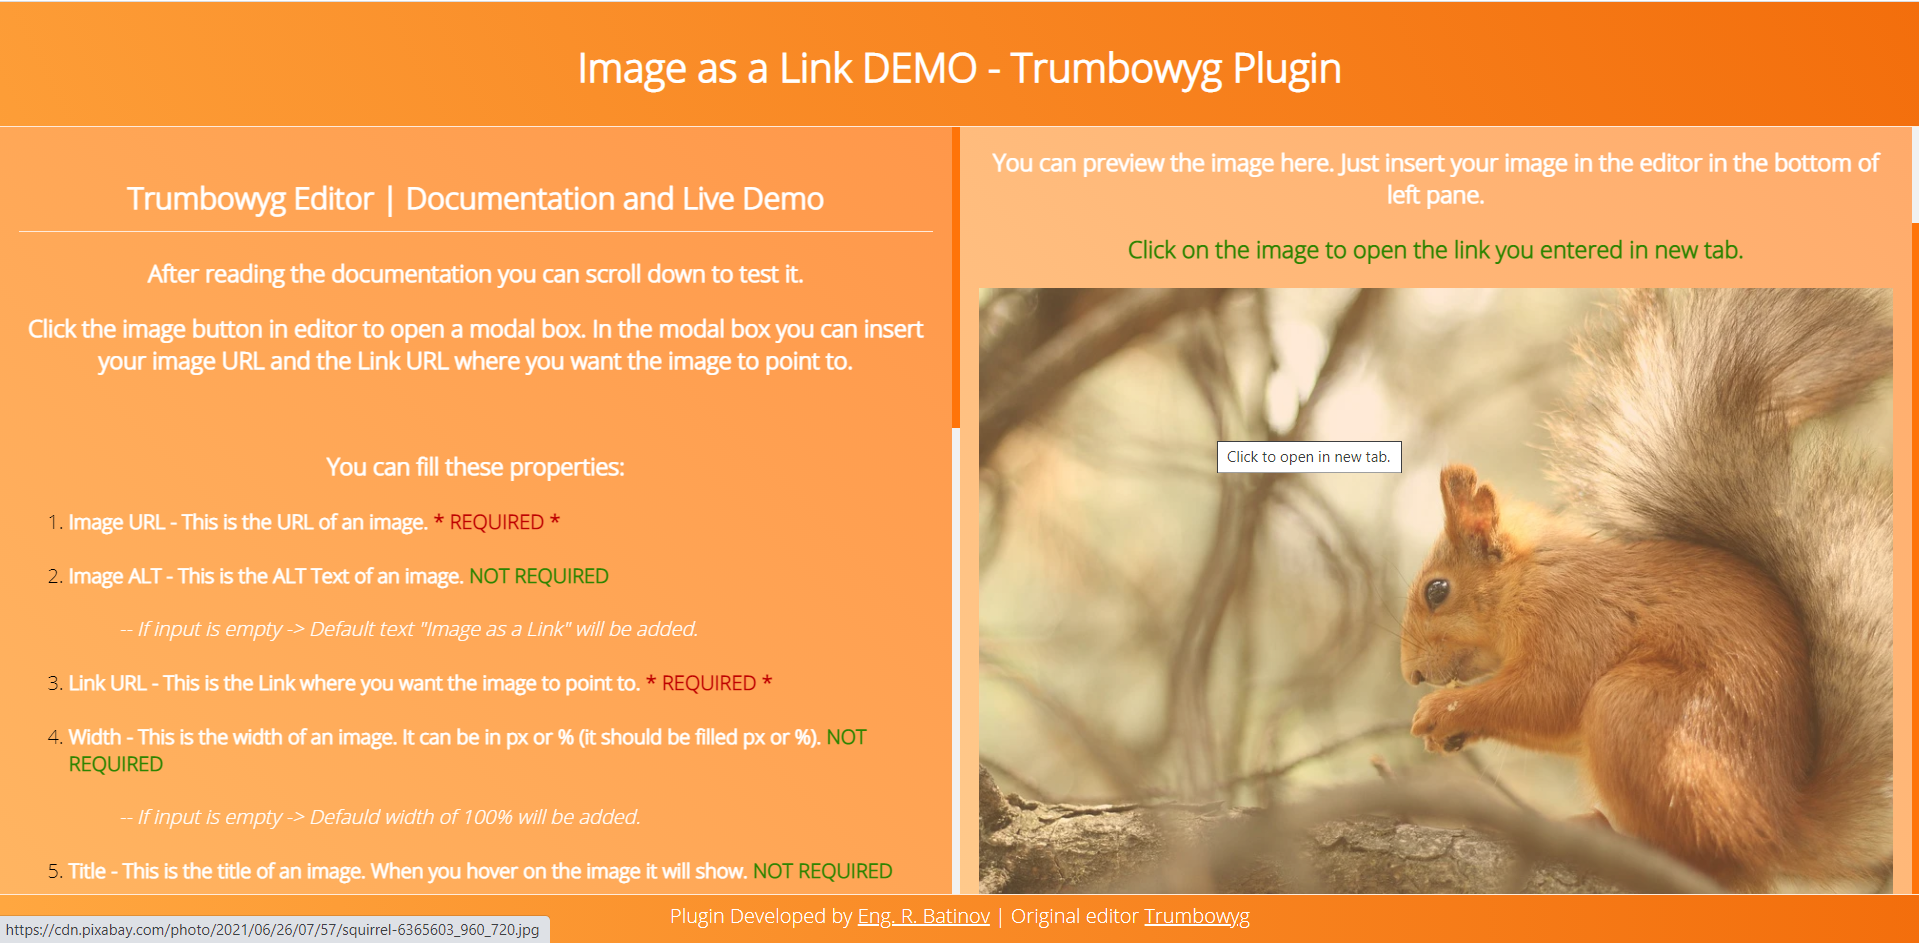 Image as a Link DEMO - Trumbowyg Plugin
Trumbowyg Editor | Documentation and Live Demo
After reading the documentation you can scroll down to test it.
Click the image button in editor to open a modal box. In the modal box you can insert
your image URL and the Link URL where you want the image to point to.
You can fill these properties:
1. Image URL - This is the URL of an image. * REQUIRED *
2. Image ALT - This is the ALT Text of an image. NOT REQUIRED
-- If input is empty -> Default text "Image as a Link" will be added.
3. Link URL - This is the Link where you want the image to point to. * REQUIRED *
4. Width - This is the width of an image. It can be in px or % (it should be filled px or %). NOT
REQUIRED
-- If input is empty -> Defauld width of 100% will be added.
5. Title - This is the title of an image. When you hover on the image it will show. NOT REQUIRED
You can preview the image here. Just insert your image in the editor in the bottom of
left pane.
Click on the image to open the link you entered in new tab.
Click to open in new tab.
Plugin Developed by Eng. R. Batinov | Original editor Trumbowyg
https://cdn.pixabay.com/photo/2021/06/26/07/57/squirrel-6365603_960_720.jpg